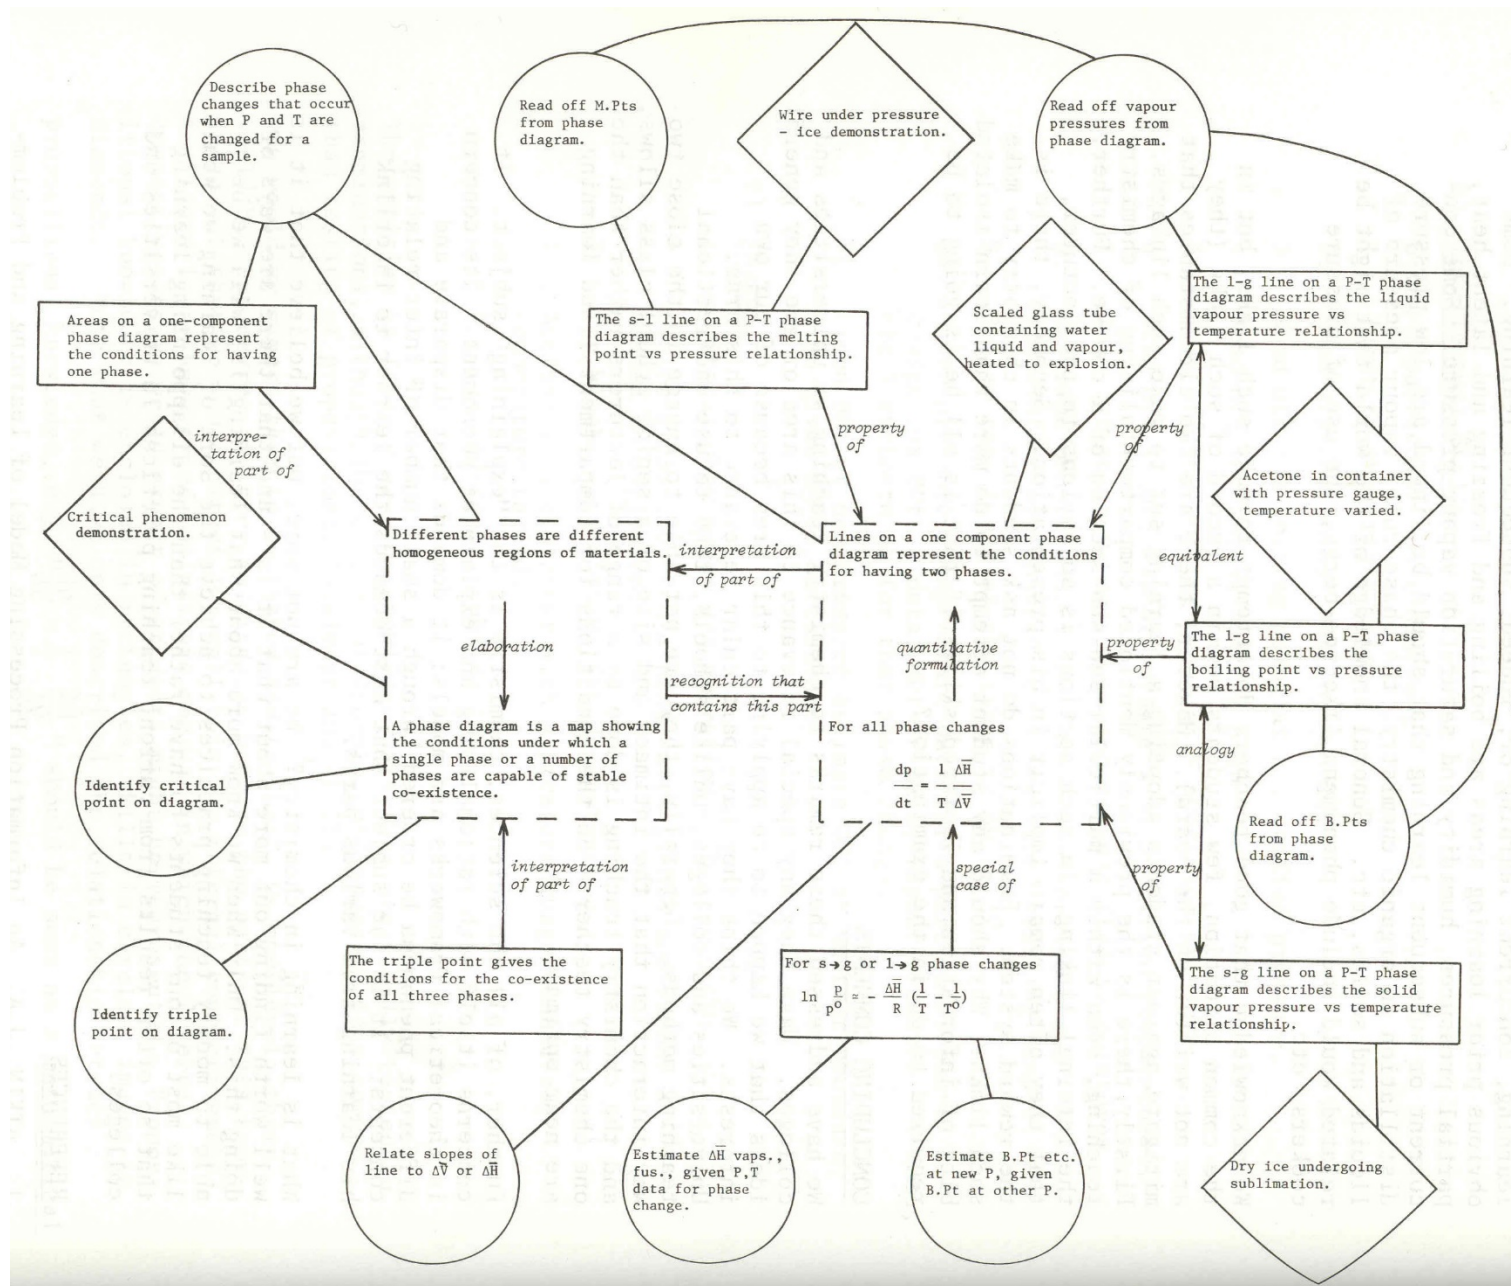 Describe phase
changes that occur
when P and T are
changed for a
sample.
Read off M.Pts
from phase
diagram.
Wire under pressure
- ice demonstration.
Read off vapour
pressures from
phase diagram.
Areas on a one-component
phase diagram represent
the conditions for having
one phase.
The s-l line on a P-T phase
diagram describes the melting
point vs pressure relationship.
Scaled glass tube
containing water
liquid and vapour,
heated to explosion.
The l-g line on a P-T phase
diagram describes the liquid
vapour pressure vs
temperature relationship.
interpre-
tation of
part of
property
of
property
of
Critical phenomenon
demonstration.
Acetone in container
with pressure gauge,
temperature varied.
Different phases are different
homogeneous regions of materials.
interpretation
of part of
Lines on a one component phase
diagram represent the conditions
for having two phases.
equivalent
elaboration
quantitative
formulation
property
of
The l-g line on a P-T phase
diagram describes the
boiling point vs pressure
relationship.
recognition that
contains this part
A phase diagram is a map showing
the conditions under which a
single phase or a number of
phases are capable of stable
co-existence.
For all phase changes
dp/dt = 1/T ΔH̅/ΔV̅
analogy
Identify critical
point on diagram.
Read off B.Pts
from phase
diagram.
interpretation
of part of
special
case of
property
of
The triple point gives the
conditions for the co-existence
of all three phases.
For s→g or l→g phase changes
ln p/p° = - ΔH̅/R (1/T - 1/T°)
The s-g line on a P-T phase
diagram describes the solid
vapour pressure vs temperature
relationship.
Identify triple
point on diagram.
Relate slopes of
line to ΔV̅ or ΔH̅
Estimate ΔH̅ vaps.,
fus., given P,T
data for phase
change.
Estimate B.Pt etc.
at new P, given
B.Pt at other P.
Dry ice undergoing
sublimation.